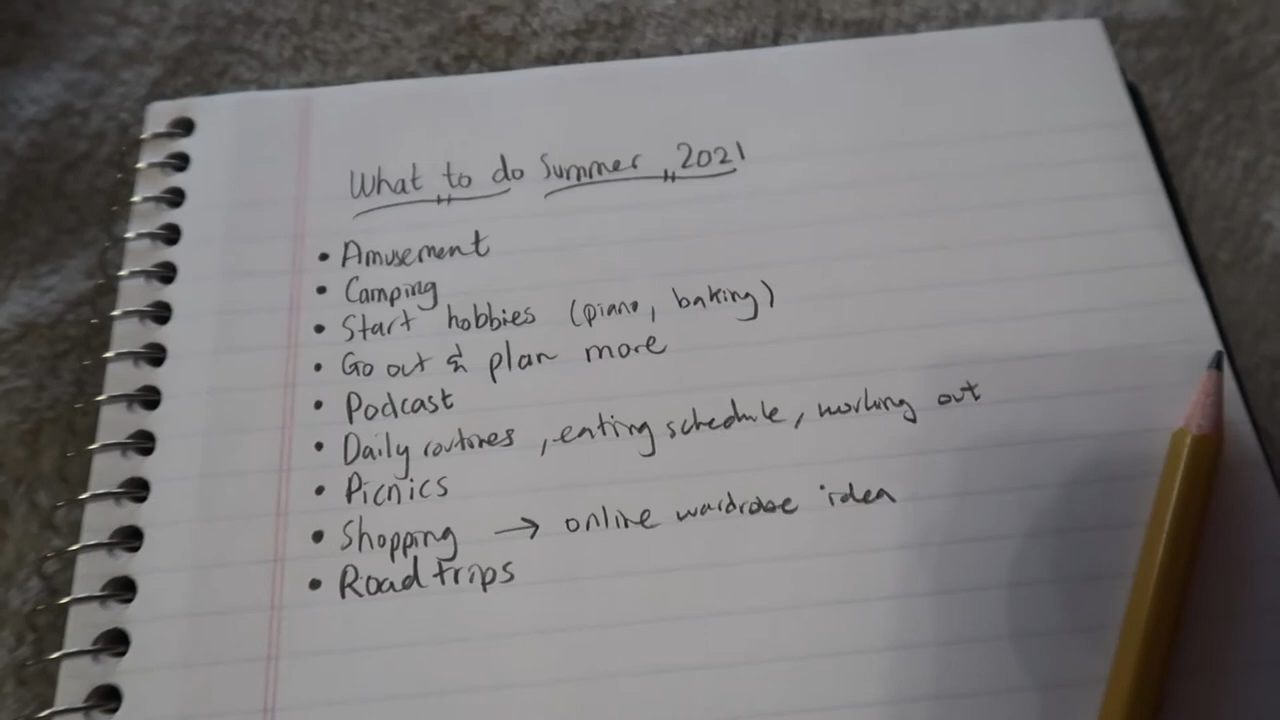 What to do Summer 2021
• Amusement
• Camping
• Start hobbies (piano, baking)
• Go out & plan more
• Podcast
• Daily routines, eating schedule, working out
• Picnics
• Shopping → online wardrobe idea
• Road trips